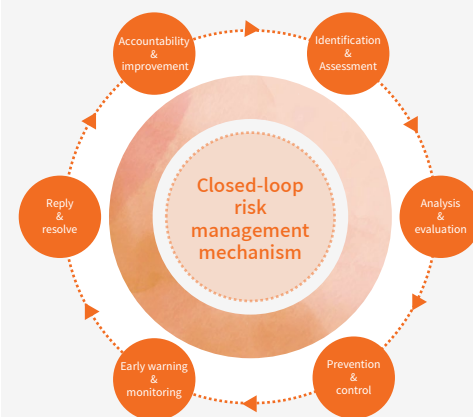 Accountability
&
improvement
Identification
&
Assessment
Closed-loop
risk
management
mechanism
Reply
&
resolve
Analysis
&
evaluation
Early warning
&
monitoring
Prevention
&
control